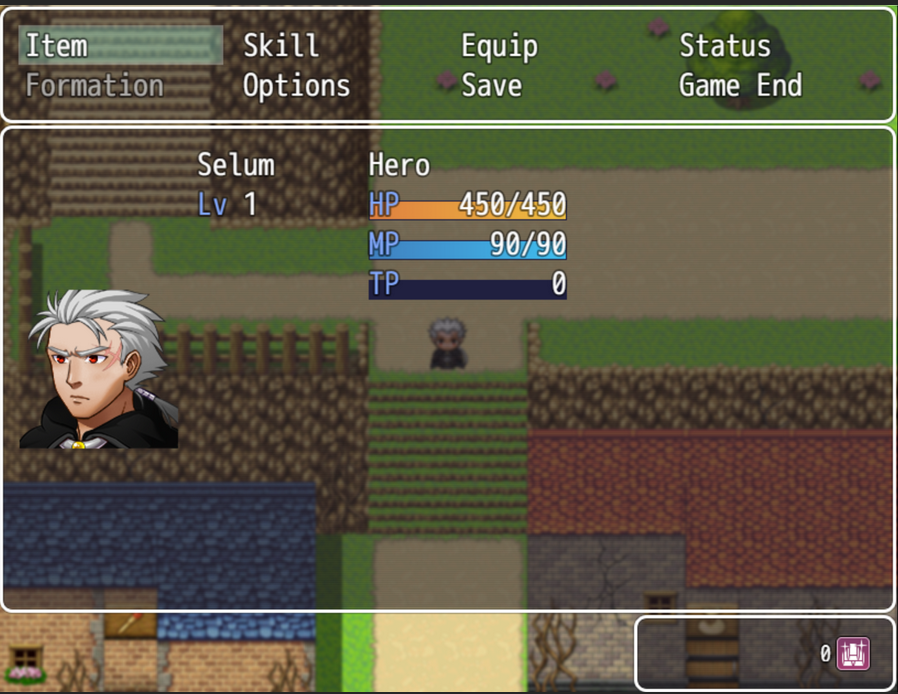 Item Skill Equip Status
Formation Options Save Game End
Selum Hero
Lv 1 HP 450/450
MP 90/90
TP 0
0